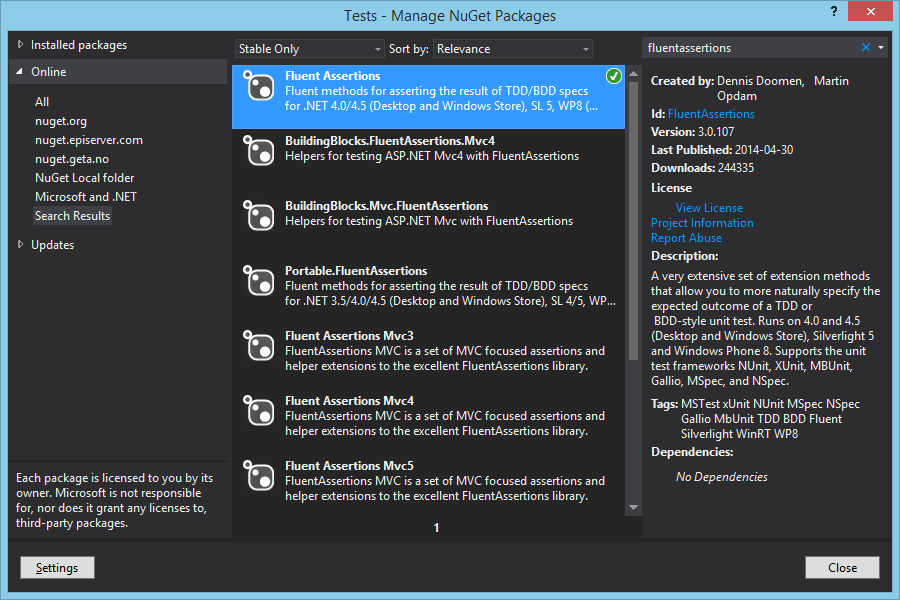 Tests - Manage NuGet Packages
?
Installed packages
Online
All
nuget.org
nuget.episerver.com
nuget.geta.no
NuGet Local folder
Microsoft and .NET
Search Results
Updates
Each package is licensed to you by its
owner. Microsoft is not responsible
for, nor does it grant any licenses to,
third-party packages.
Stable Only
Sort by: Relevance
Fluent Assertions
Fluent methods for asserting the result of TDD/BDD specs
for .NET 4.0/4.5 (Desktop and Windows Store), SL 5, WP8 (...
BuildingBlocks.FluentAssertions.Mvc4
Helpers for testing ASP.NET Mvc4 with FluentAssertions
BuildingBlocks.Mvc.FluentAssertions
Helpers for testing ASP.NET Mvc with FluentAssertions
Portable.FluentAssertions
Fluent methods for asserting the result of TDD/BDD specs
for .NET 3.5/4.0/4.5 (Desktop and Windows Store), SL 4/5, WP...
Fluent Assertions Mvc3
FluentAssertions MVC is a set of MVC focused assertions and
helper extensions to the excellent FluentAssertions library.
Fluent Assertions Mvc4
FluentAssertions MVC is a set of MVC focused assertions and
helper extensions to the excellent FluentAssertions library.
Fluent Assertions Mvc5
FluentAssertions MVC is a set of MVC focused assertions and
helper extensions to the excellent FluentAssertions library.
1
fluentassertions
Created by: Dennis Doomen, Martin
Opdam
Id: FluentAssertions
Version: 3.0.107
Last Published: 2014-04-30
Downloads: 244335
License
View License
Project Information
Report Abuse
Description:
A very extensive set of extension methods
that allow you to more naturally specify the
expected outcome of a TDD or
BDD-style unit test. Runs on 4.0 and 4.5
(Desktop and Windows Store), Silverlight 5
and Windows Phone 8. Supports the unit
test frameworks NUnit, XUnit, MBUnit,
Gallio, MSpec, and NSpec.
Tags: MSTest xUnit NUnit MSpec NSpec
Gallio MbUnit TDD BDD Fluent
Silverlight WinRT WP8
Dependencies:
No Dependencies
Settings
Close